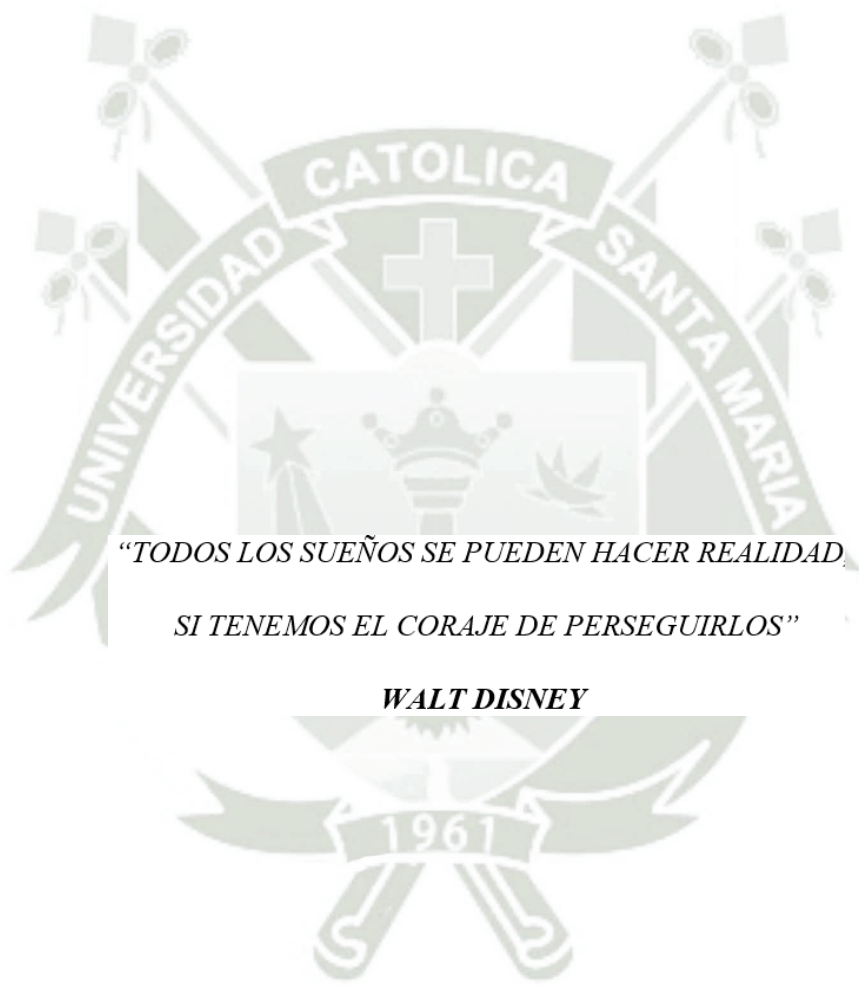 CATOLICA
UNIVERSIDAD
SANTA MARIA
“TODOS LOS SUEÑOS SE PUEDEN HACER REALIDAD,
SI TENEMOS EL CORAJE DE PERSEGUIRLOS”
WALT DISNEY
1961